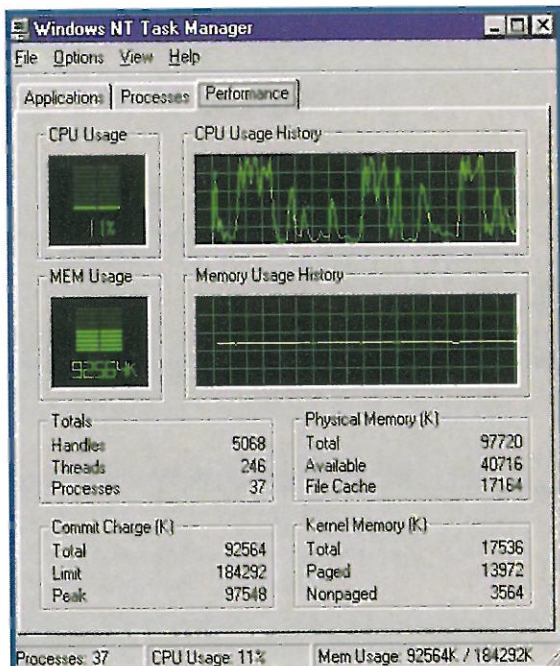 Windows NT Task Manager
File Options View Help
Applications Processes Performance
CPU Usage
11%
CPU Usage History
MEM Usage
92564K
Memory Usage History
Totals
Handles 5068
Threads 246
Processes 37
Physical Memory (K)
Total 97720
Available 40716
File Cache 17164
Commit Charge (K)
Total 92564
Limit 184292
Peak 97548
Kernel Memory (K)
Total 17536
Paged 13972
Nonpaged 3564
Processes: 37 CPU Usage: 11% Mem Usage: 92564K / 184292K